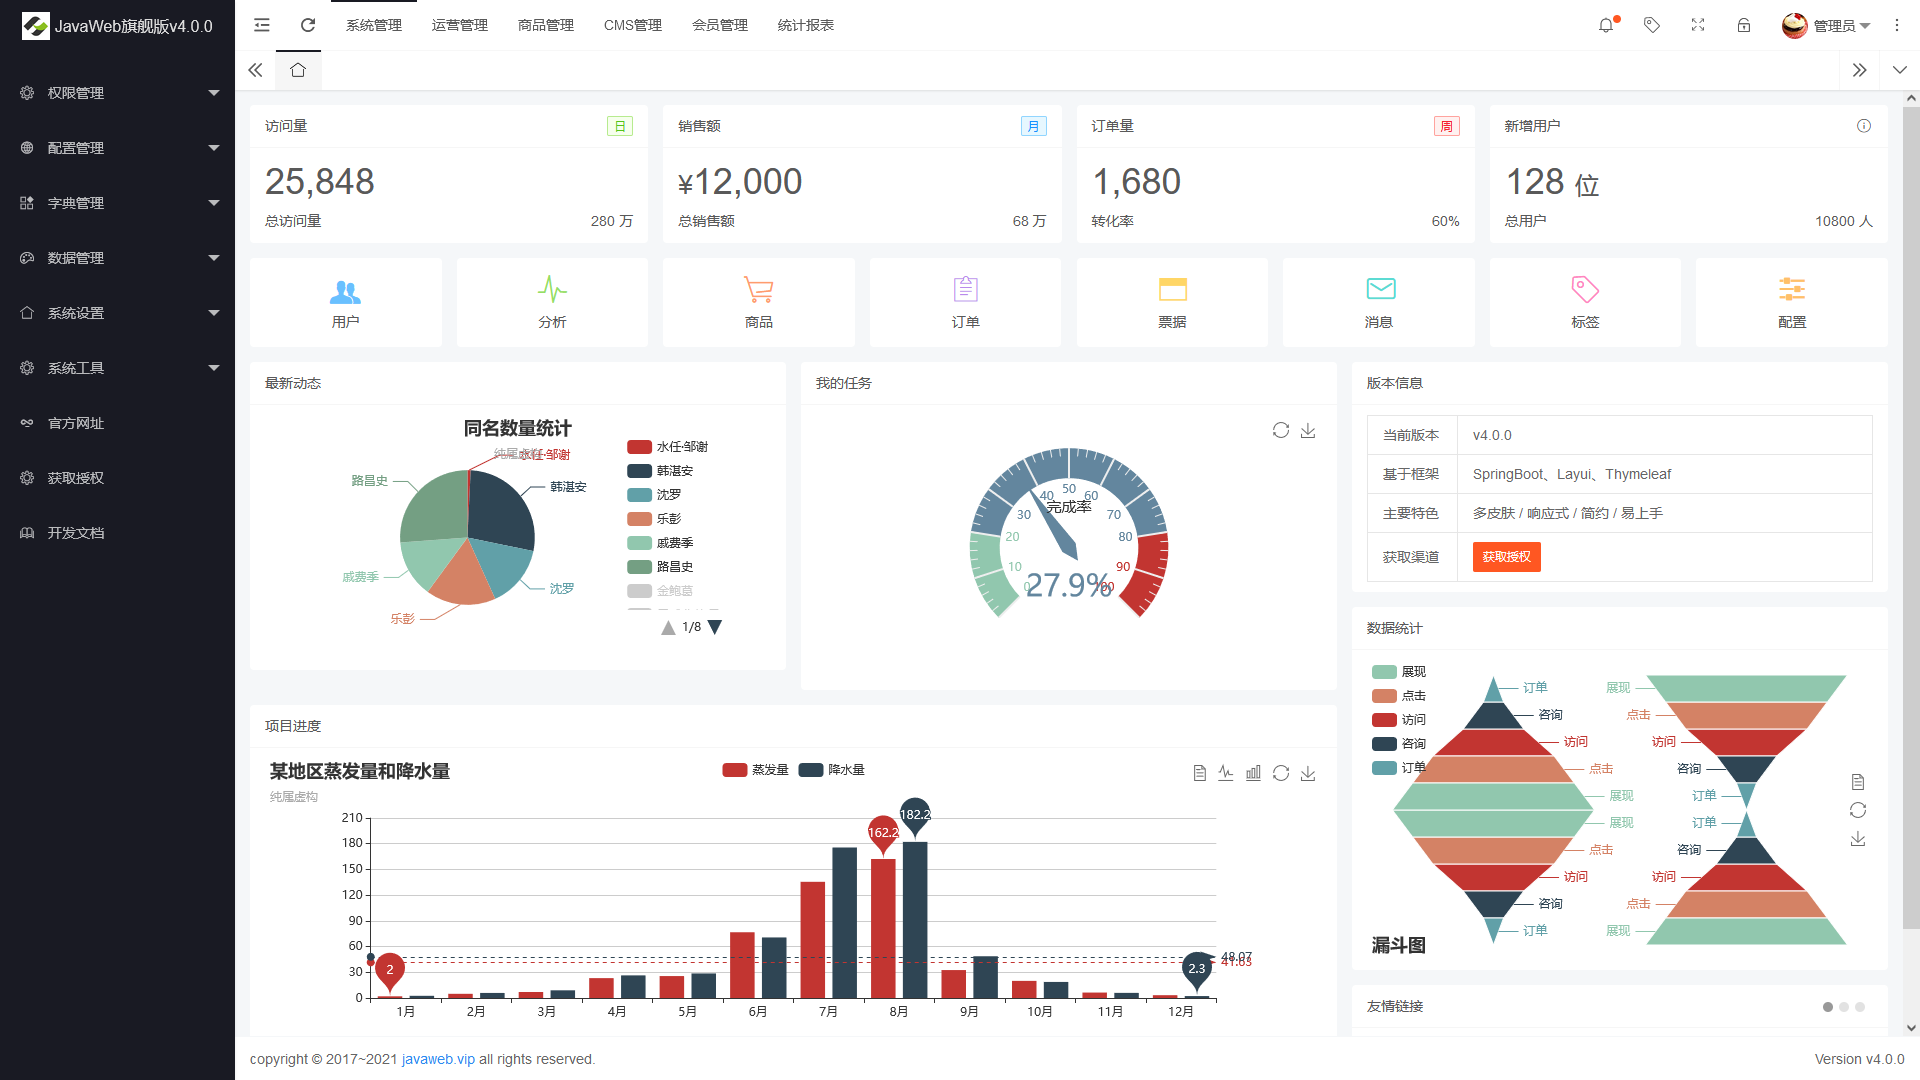 JavaWeb旗舰版v4.0.0
系统管理 运营管理 商品管理 CMS管理 会员管理 统计报表 管理员
权限管理
配置管理
字典管理
数据管理
系统设置
系统工具
官方网址
获取授权
开发文档
访问量 日
25,848
总访问量 280 万
销售额 月
¥12,000
总销售额 68 万
订单量 周
1,680
转化率 60%
新增用户
128 位
总用户 10800 人
用户 分析 商品 订单 票据 消息 标签 配置
最新动态
同名数量统计
纯属虚构
水任·邹谢
韩湛安
沈罗
乐彭
戚费季
路昌史
水任·邹谢
韩湛安
沈罗
乐彭
戚费季
路昌史
金鲍葛
1/8
我的任务
0 10 20 30 40 50 60 70 80 90 100
完成率
27.9%
版本信息
当前版本 v4.0.0
基于框架 SpringBoot、Layui、Thymeleaf
主要特色 多皮肤 / 响应式 / 简约 / 易上手
获取渠道 获取授权
项目进度
某地区蒸发量和降水量
纯属虚构
蒸发量 降水量
210
180
150
120
90
60
30
0
2
162.2
182.2
2.3
48.07
41.63
1月 2月 3月 4月 5月 6月 7月 8月 9月 10月 11月 12月
数据统计
展现
点击
访问
咨询
订单
订单 展现
咨询 点击
访问 访问
点击 咨询
展现 订单
展现 订单
点击 咨询
访问 访问
咨询 点击
订单 展现
漏斗图
友情链接
copyright © 2017~2021 javaweb.vip all rights reserved.
Version v4.0.0